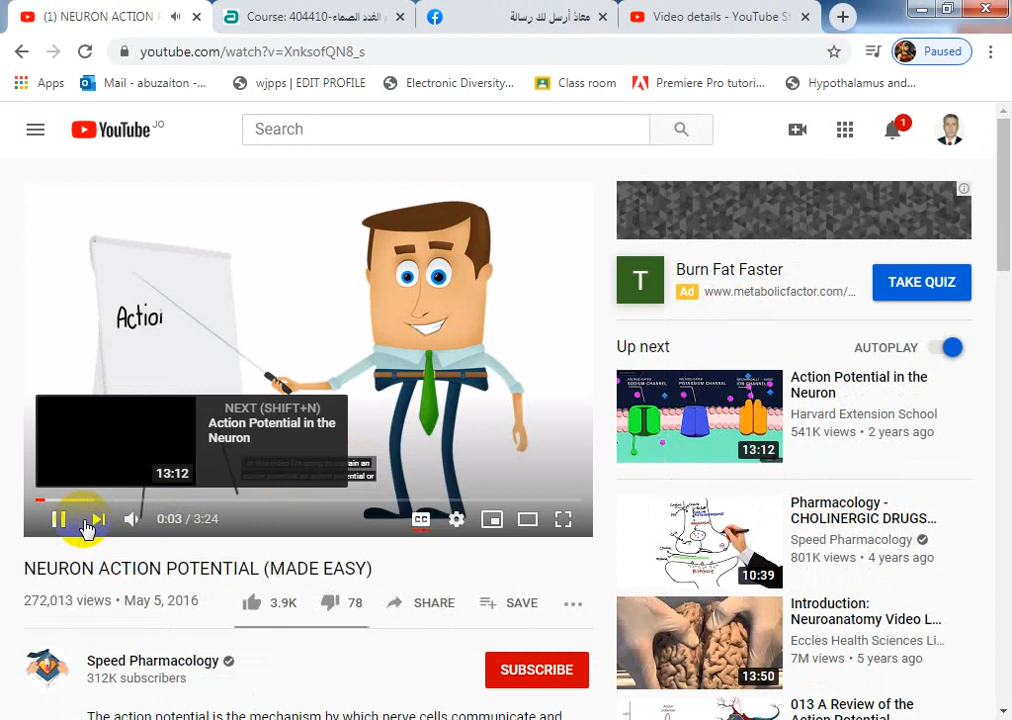 (1) NEURON ACTION P
Course: 404410-الغدد الصماء
معاذ أرسل لك رسالة
Video details - YouTube St
youtube.com/watch?v=XnksofQN8_s
Paused
Apps
Mail - abuzaiton -...
wjpps | EDIT PROFILE
Electronic Diversity...
Class room
Premiere Pro tutori...
Hypothalamus and...
YouTube JO
Search
1
Action
NEXT (SHIFT+N)
Action Potential in the
Neuron
13:12
0:03 / 3:24
CC
NEURON ACTION POTENTIAL (MADE EASY)
272,013 views • May 5, 2016
3.9K
78
SHARE
SAVE
Speed Pharmacology
312K subscribers
SUBSCRIBE
The action potential is the mechanism by which nerve cells communicate and
T
Burn Fat Faster
Ad
www.metabolicfactor.com/...
TAKE QUIZ
Up next
AUTOPLAY
13:12
Action Potential in the
Neuron
Harvard Extension School
541K views • 2 years ago
10:39
Pharmacology -
CHOLINERGIC DRUGS...
Speed Pharmacology
801K views • 4 years ago
13:50
Introduction:
Neuroanatomy Video L...
Eccles Health Sciences Li...
7M views • 5 years ago
013 A Review of the
Action Potential